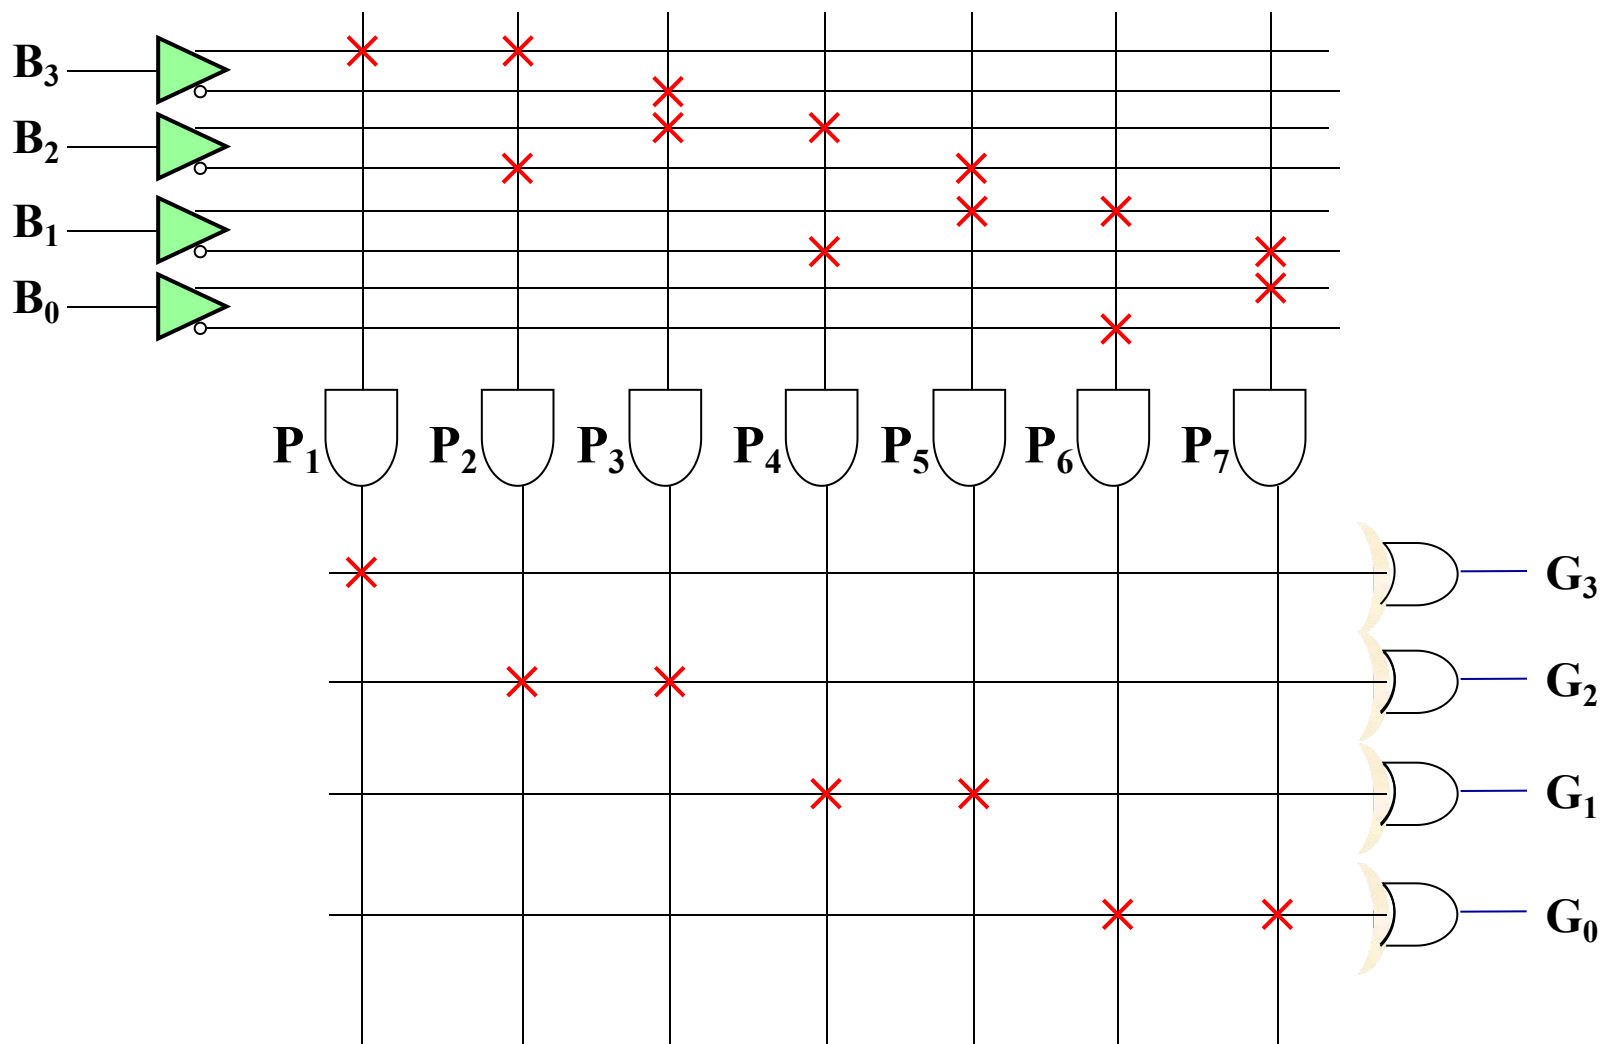 B₃
B₂
B₁
B₀
P₁ P₂ P₃ P₄ P₅ P₆ P₇
G₃
G₂
G₁
G₀